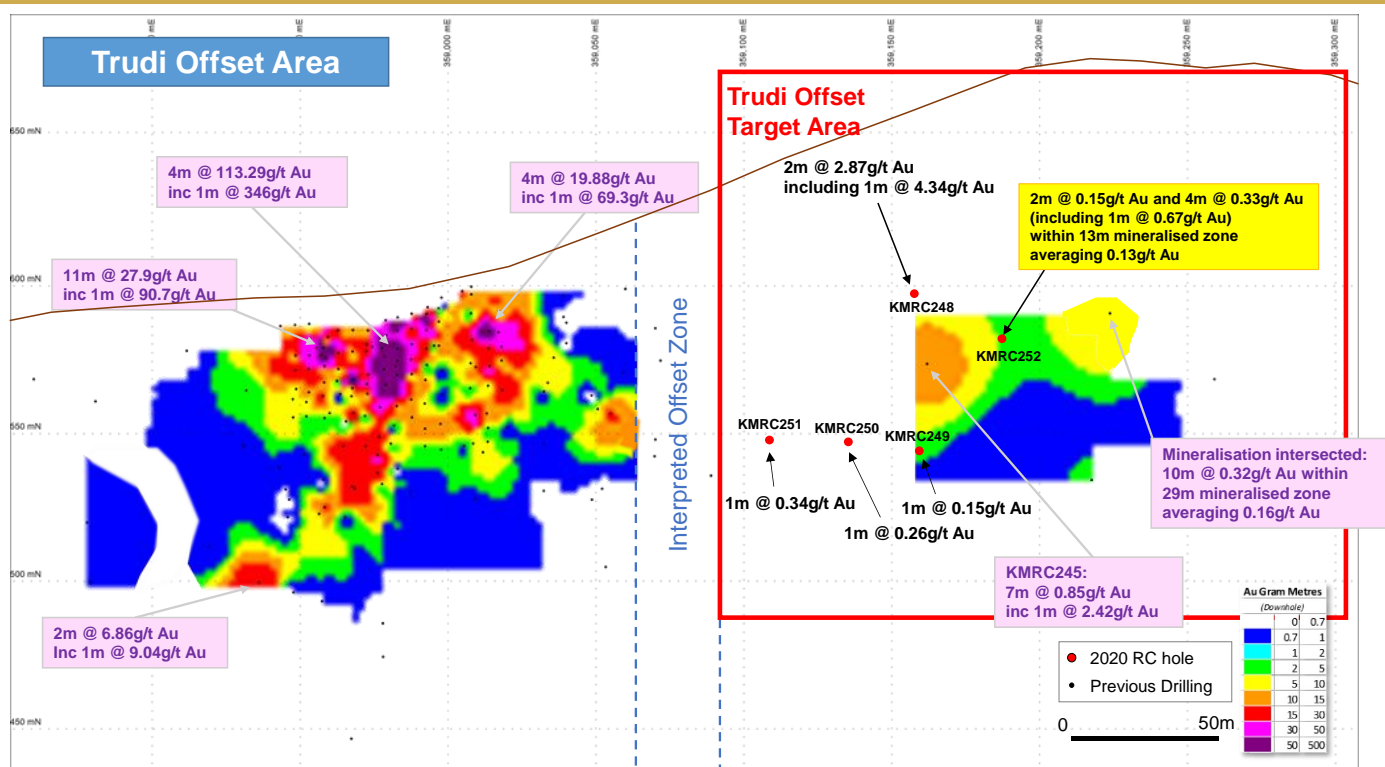 Trudi Offset Area
359,000 mE
359,050 mE
359,100 mE
359,150 mE
359,200 mE
359,250 mE
359,300 mE
650 mN
600 mN
550 mN
500 mN
450 mN
4m @ 113.29g/t Au
inc 1m @ 346g/t Au
4m @ 19.88g/t Au
inc 1m @ 69.3g/t Au
11m @ 27.9g/t Au
inc 1m @ 90.7g/t Au
2m @ 6.86g/t Au
Inc 1m @ 9.04g/t Au
Interpreted Offset Zone
Trudi Offset
Target Area
2m @ 2.87g/t Au
including 1m @ 4.34g/t Au
2m @ 0.15g/t Au and 4m @ 0.33g/t Au
(including 1m @ 0.67g/t Au)
within 13m mineralised zone
averaging 0.13g/t Au
KMRC248
KMRC252
KMRC251
KMRC250
KMRC249
1m @ 0.34g/t Au
1m @ 0.26g/t Au
1m @ 0.15g/t Au
Mineralisation intersected:
10m @ 0.32g/t Au within
29m mineralised zone
averaging 0.16g/t Au
KMRC245:
7m @ 0.85g/t Au
inc 1m @ 2.42g/t Au
2020 RC hole
Previous Drilling
0 50m
Au Gram Metres
(Downhole)
0 0.7
0.7 1
1 2
2 5
5 10
10 15
15 30
30 50
50 500